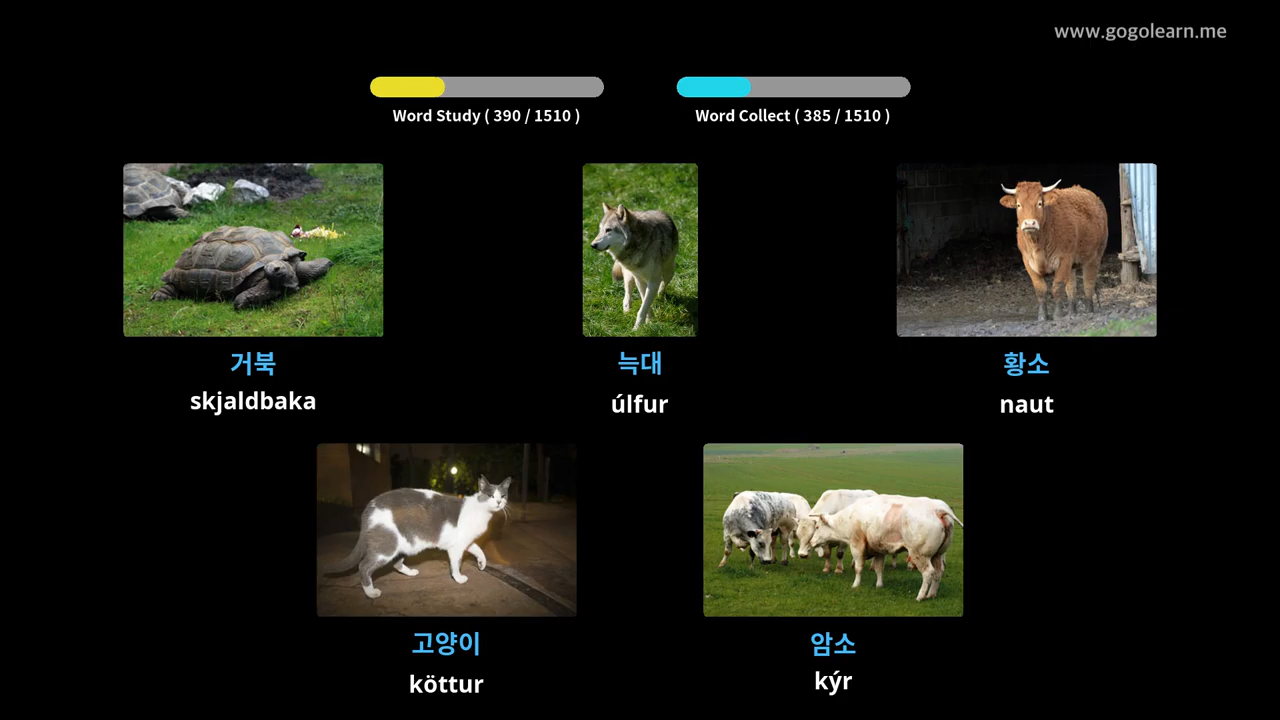 www.gogolearn.me
Word Study ( 390 / 1510 )
Word Collect ( 385 / 1510 )
거북
skjaldbaka
늑대
úlfur
황소
naut
고양이
köttur
암소
kýr